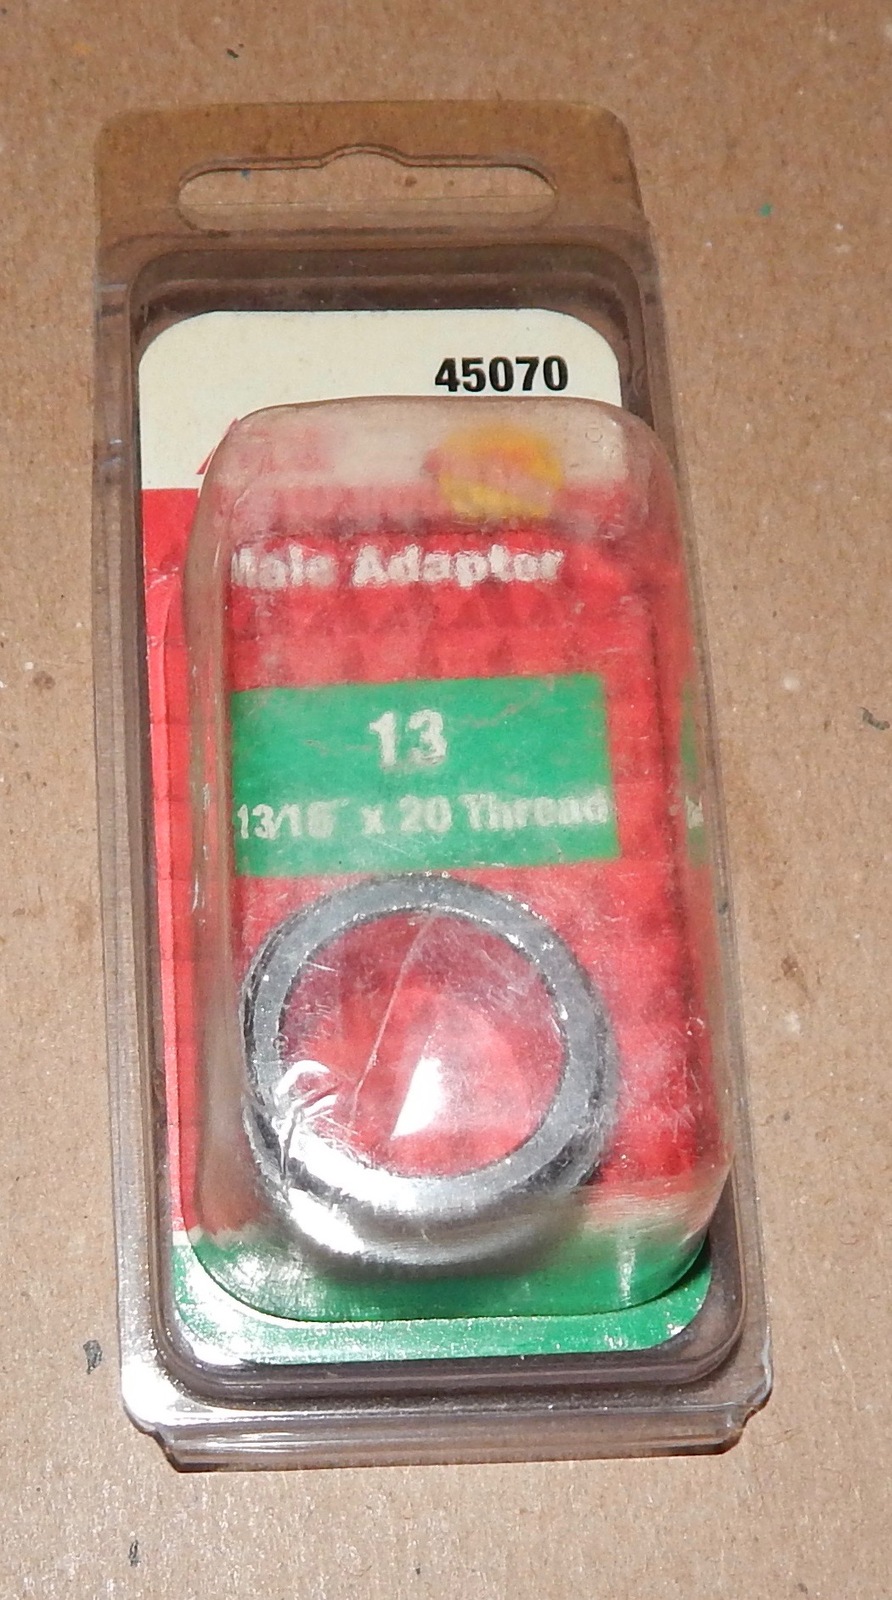 45070
Male Adapter
13
13/16" x 20 Thread